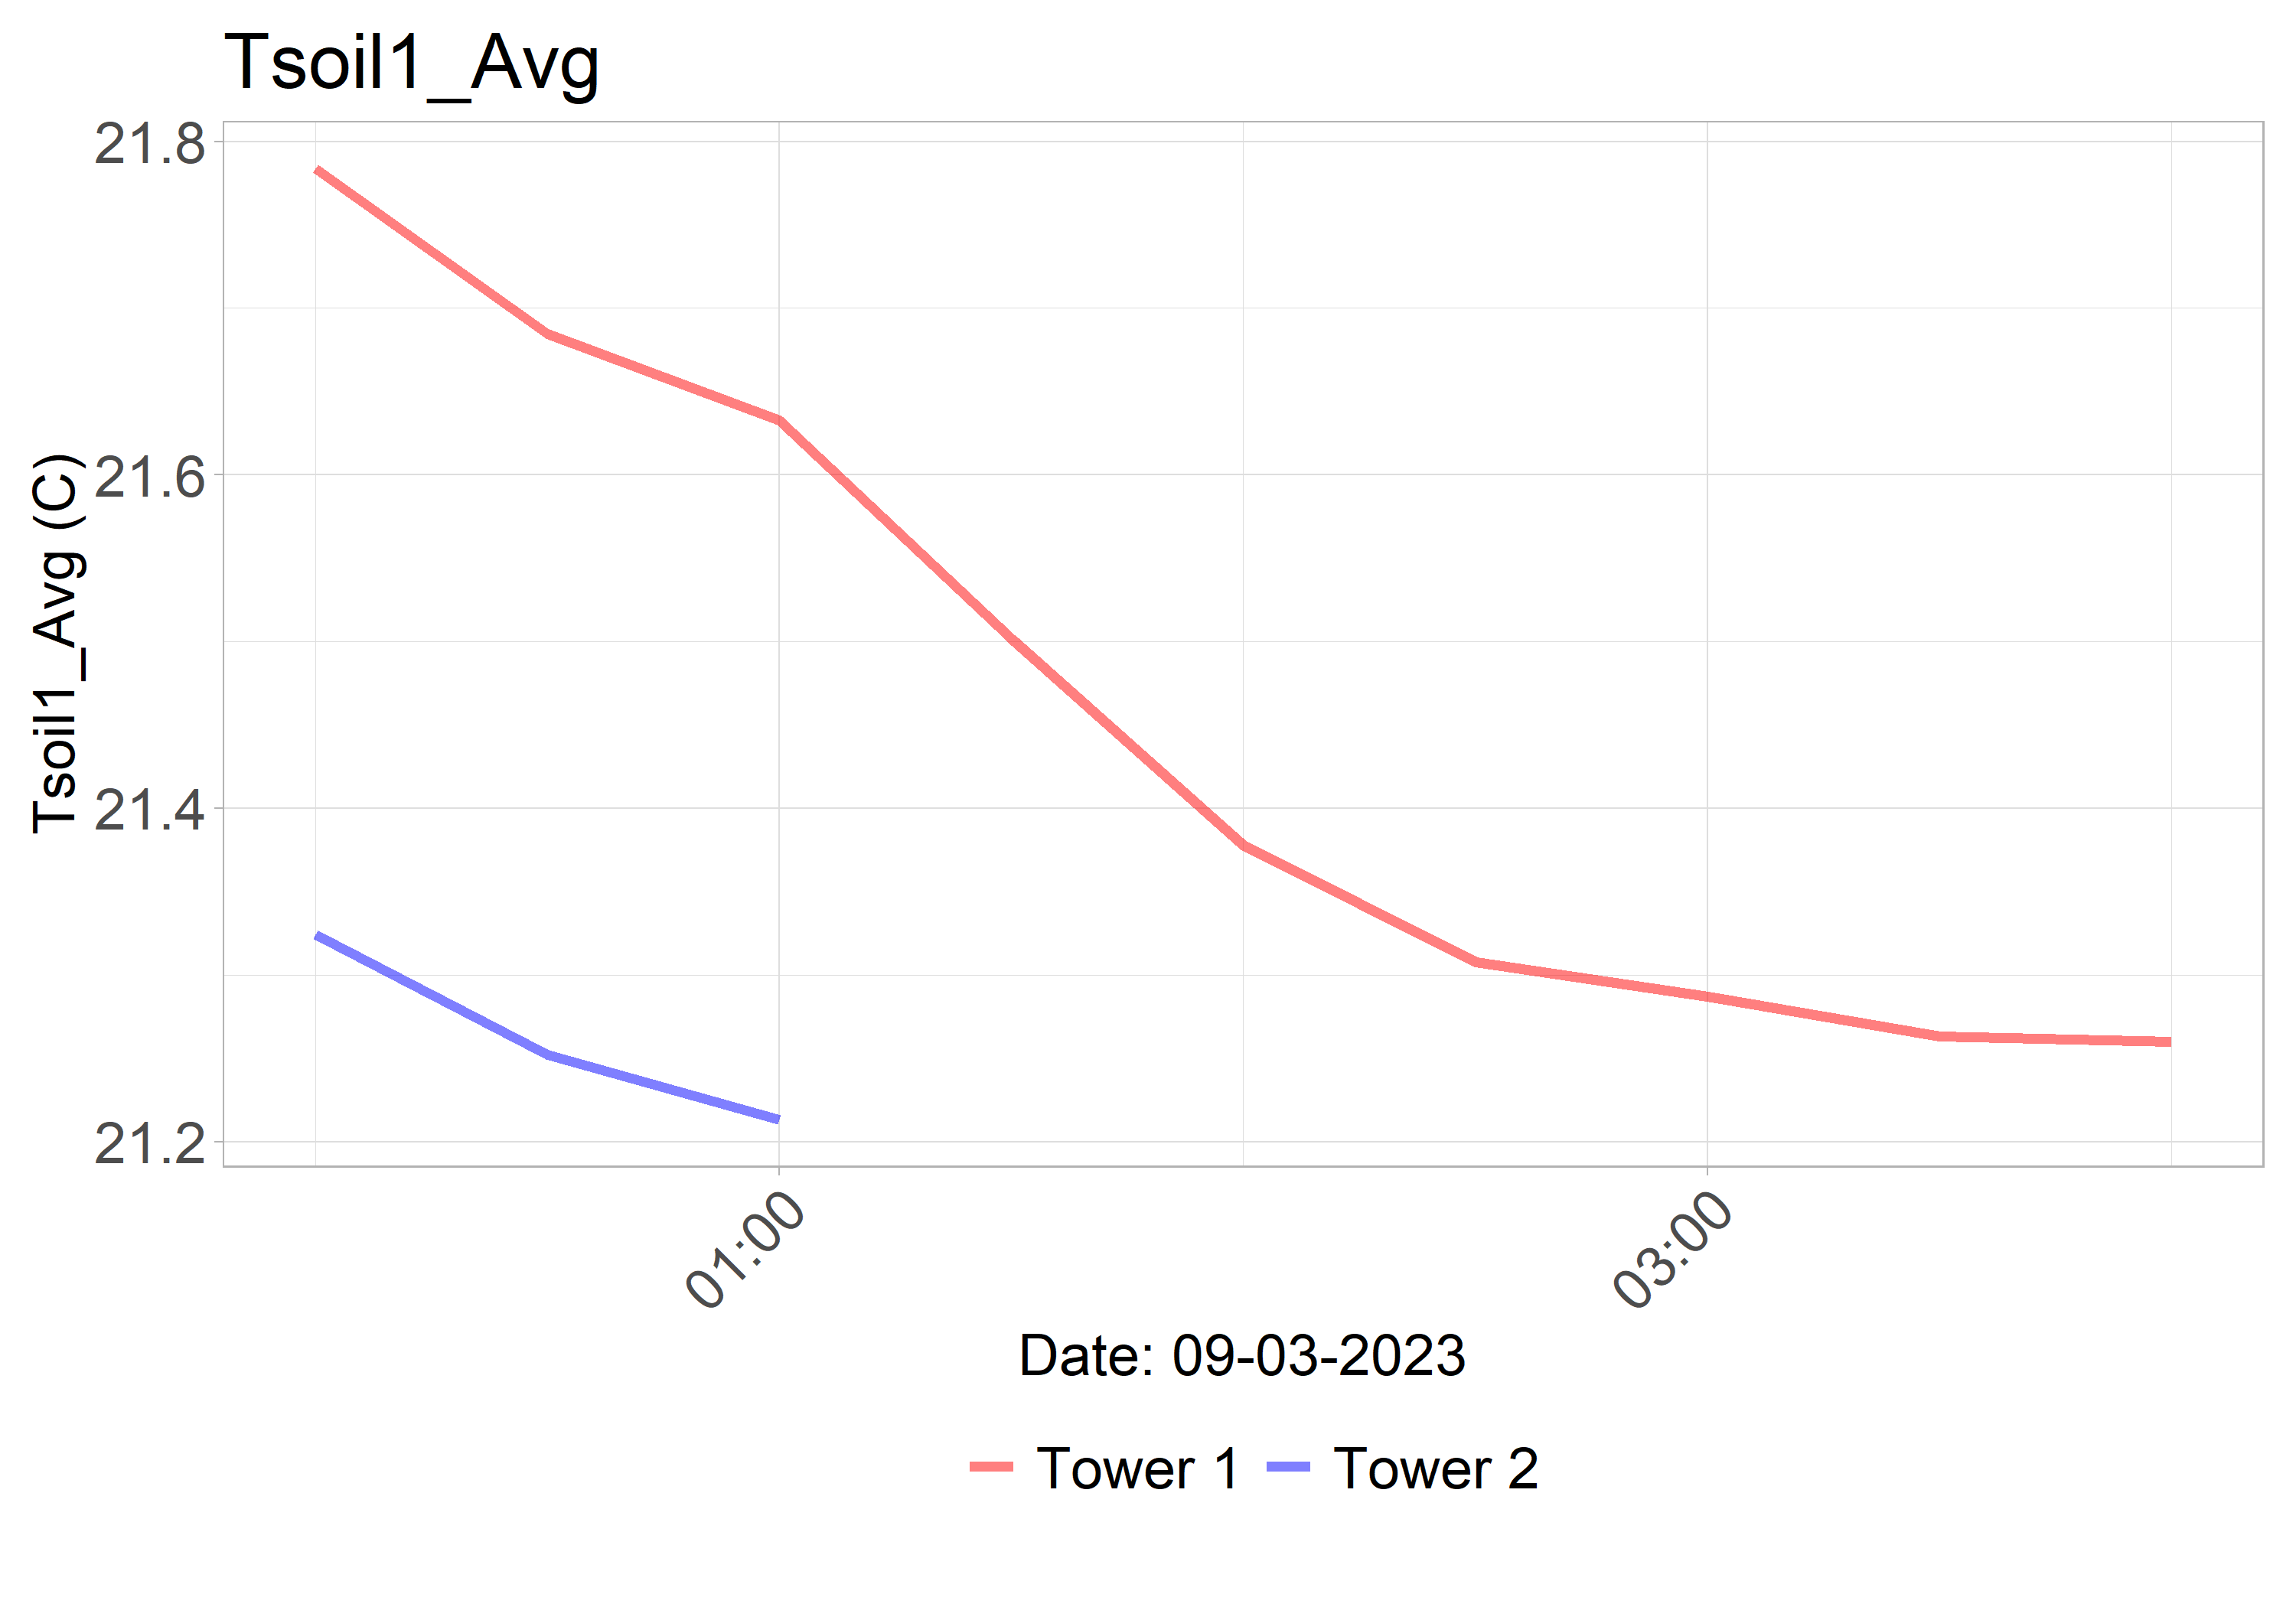 Tsoil1_Avg
Tsoil1_Avg (C)
21.8
21.6
21.4
21.2
01:00
03:00
Date: 09-03-2023
Tower 1
Tower 2